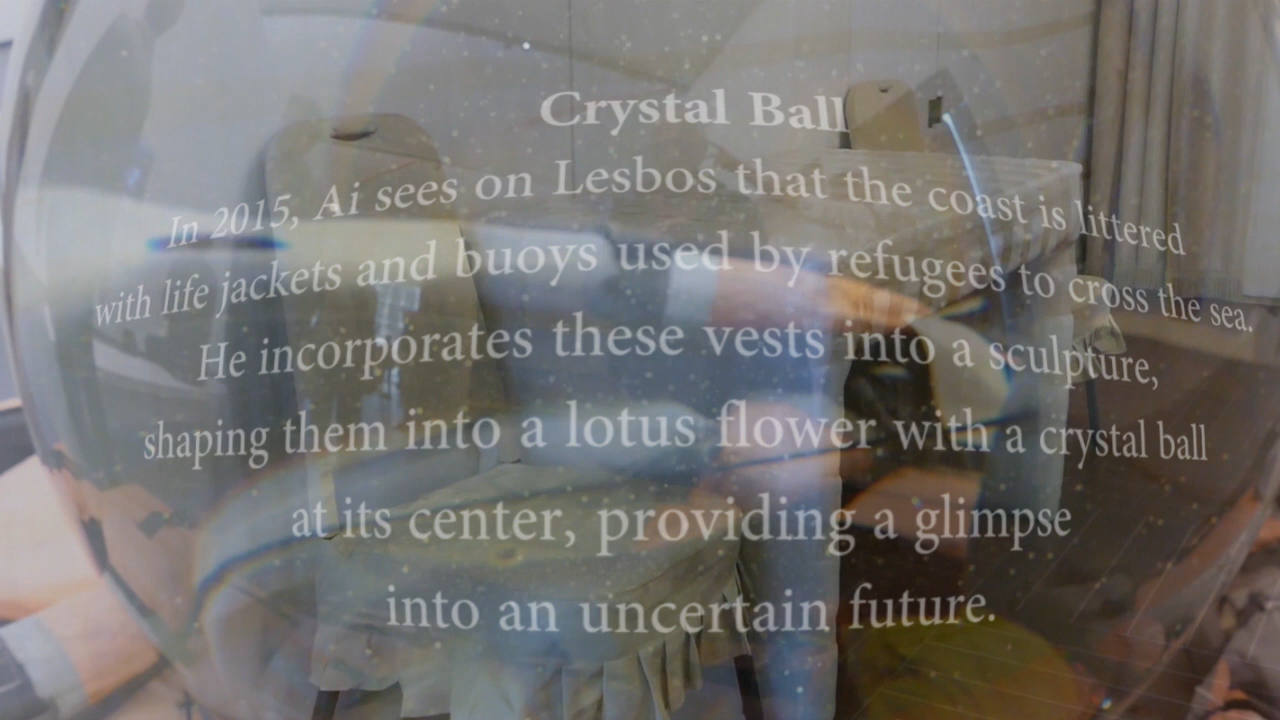 Crystal Ball
In 2015, Ai sees on Lesbos that the coast is littered
with life jackets and buoys used by refugees to cross the sea.
He incorporates these vests into a sculpture,
shaping them into a lotus flower with a crystal ball
at its center, providing a glimpse
into an uncertain future.